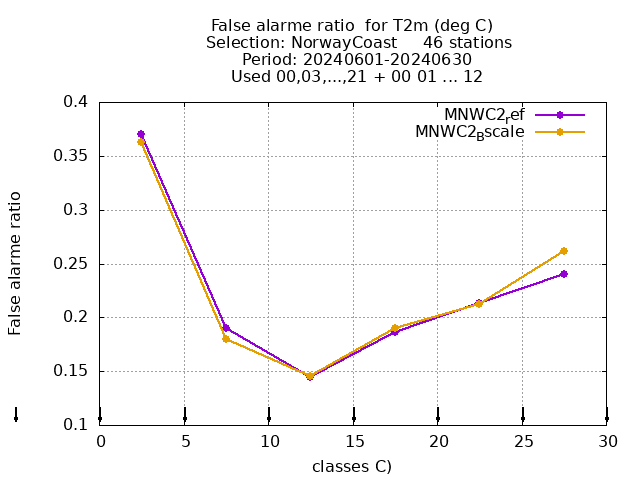 False alarme ratio  for T2m (deg C)
Selection: NorwayCoast     46 stations
Period: 20240601-20240630
Used 00,03,...,21 + 00 01 ... 12
MNWC2ref
MNWC2Bscale
False alarme ratio
0.4
0.35
0.3
0.25
0.2
0.15
0.1
0 5 10 15 20 25 30
classes C)